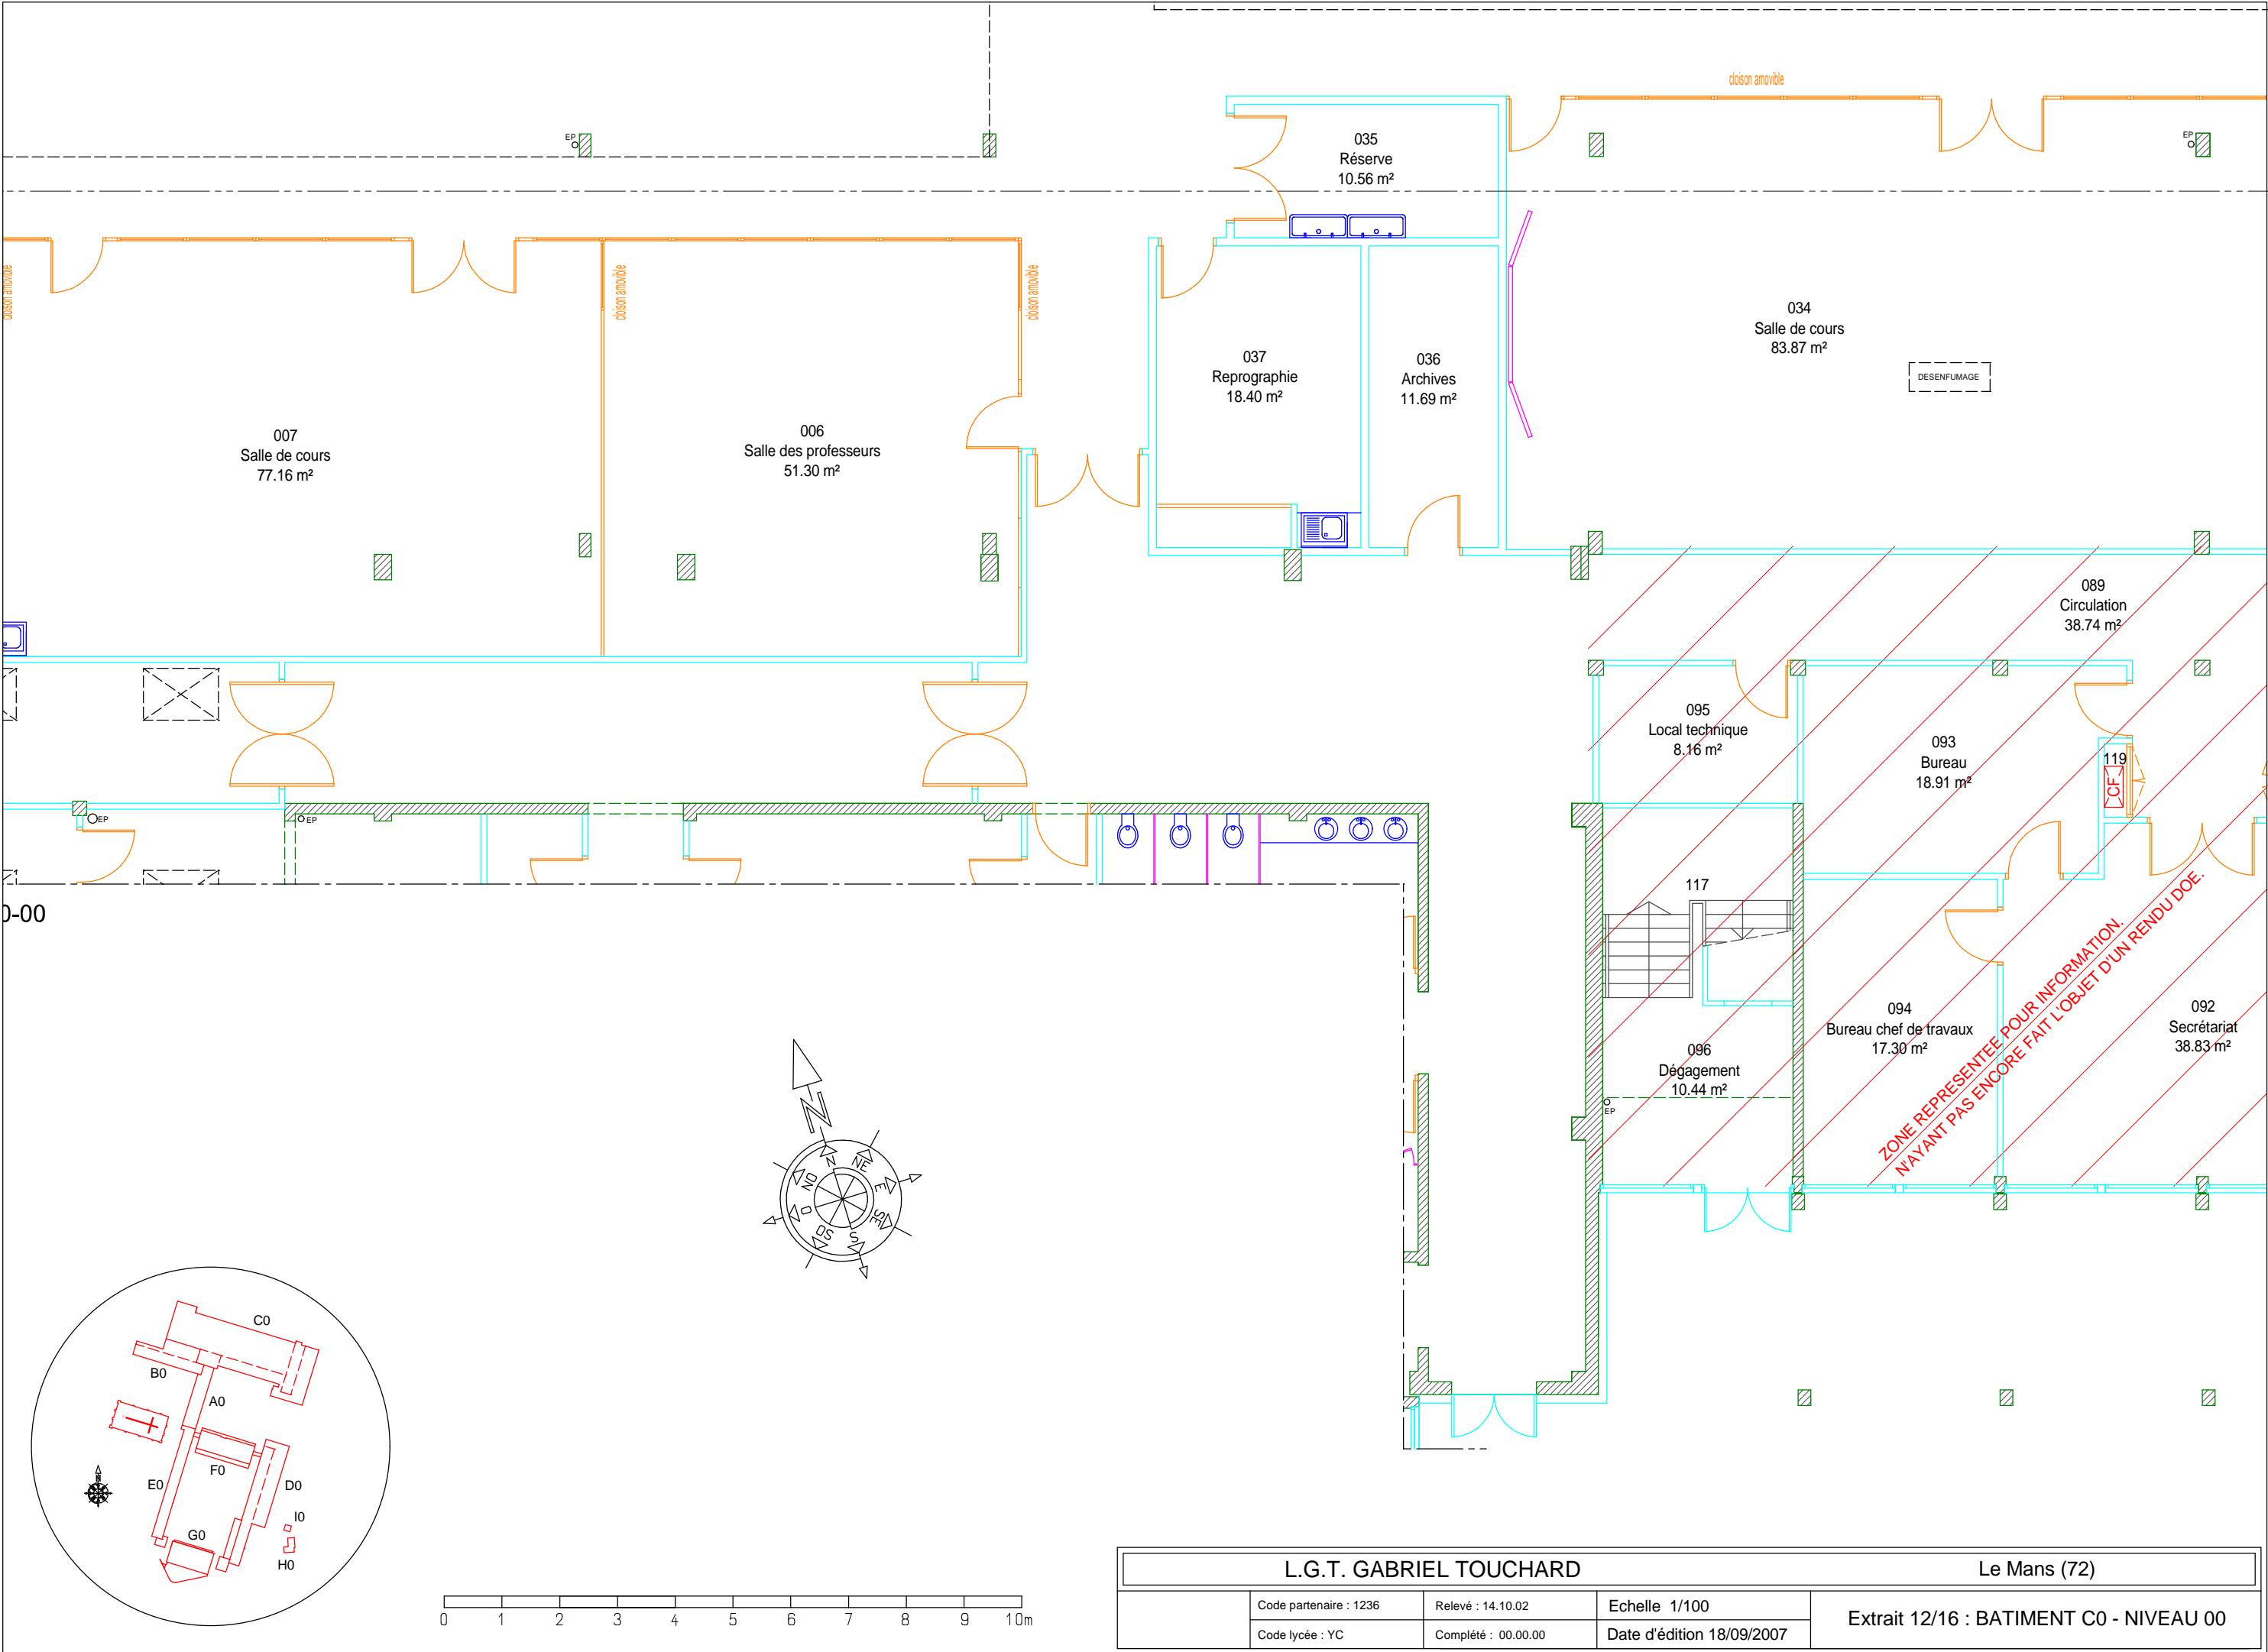 cloison amovible
EP
EP
035
Réserve
10.56 m²
cloison amovible
cloison amovible
cloison amovible
034
Salle de cours
83.87 m²
DESENFUMAGE
037
Reprographie
18.40 m²
036
Archives
11.69 m²
007
Salle de cours
77.16 m²
006
Salle des professeurs
51.30 m²
089
Circulation
38.74 m²
095
Local technique
8.16 m²
093
Bureau
18.91 m²
119
CF
EP
EP
117
0-00
ZONE REPRESENTEE POUR INFORMATION.
N'AYANT PAS ENCORE FAIT L'OBJET D'UN RENDU DOE.
094
Bureau chef de travaux
17.30 m²
092
Secrétariat
38.83 m²
096
Dégagement
10.44 m²
EP
N
N
NE
E
SE
S
SO
O
NO
C0
B0
A0
F0
E0
D0
I0
G0
H0
N
0 1 2 3 4 5 6 7 8 9 10m
L.G.T. GABRIEL TOUCHARD
Le Mans (72)
Code partenaire : 1236
Relevé : 14.10.02
Echelle 1/100
Extrait 12/16 : BATIMENT C0 - NIVEAU 00
Code lycée : YC
Complété : 00.00.00
Date d'édition 18/09/2007